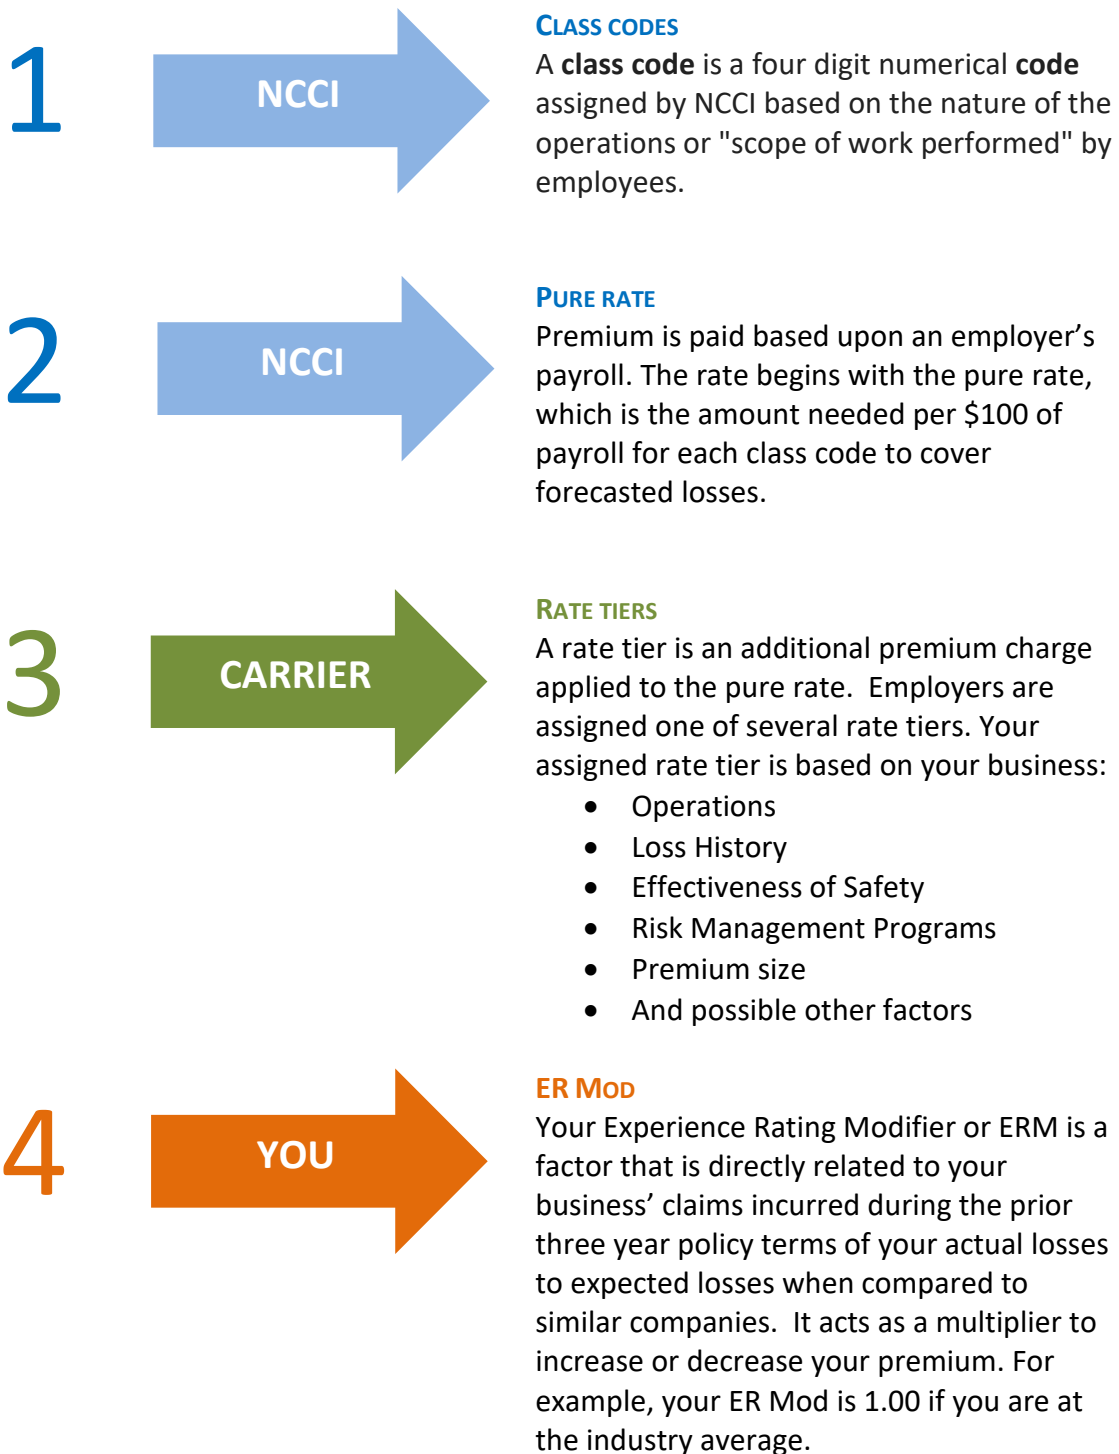 1
NCCI
CLASS CODES
A class code is a four digit numerical code
assigned by NCCI based on the nature of the
operations or "scope of work performed" by
employees.
2
NCCI
PURE RATE
Premium is paid based upon an employer’s
payroll. The rate begins with the pure rate,
which is the amount needed per $100 of
payroll for each class code to cover
forecasted losses.
3
CARRIER
RATE TIERS
A rate tier is an additional premium charge
applied to the pure rate.  Employers are
assigned one of several rate tiers. Your
assigned rate tier is based on your business:
• Operations
• Loss History
• Effectiveness of Safety
• Risk Management Programs
• Premium size
• And possible other factors
4
YOU
ER MOD
Your Experience Rating Modifier or ERM is a
factor that is directly related to your
business’ claims incurred during the prior
three year policy terms of your actual losses
to expected losses when compared to
similar companies.  It acts as a multiplier to
increase or decrease your premium. For
example, your ER Mod is 1.00 if you are at
the industry average.